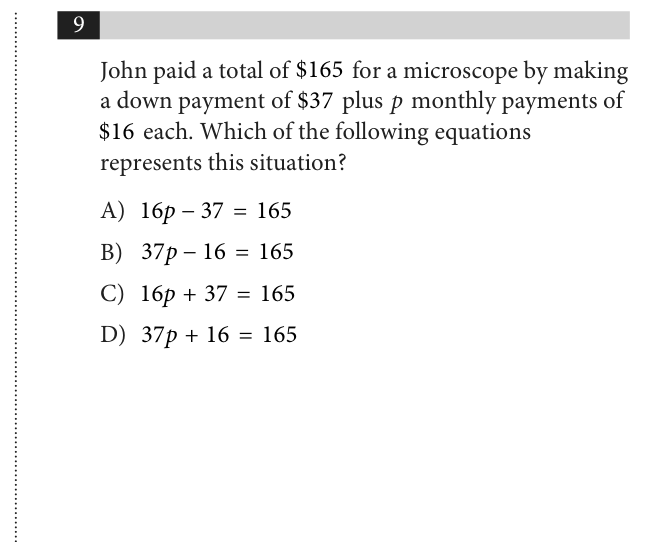 9
John paid a total of $165 for a microscope by making
a down payment of $37 plus p monthly payments of
$16 each. Which of the following equations
represents this situation?
A) 16p − 37 = 165
B) 37p − 16 = 165
C) 16p + 37 = 165
D) 37p + 16 = 165